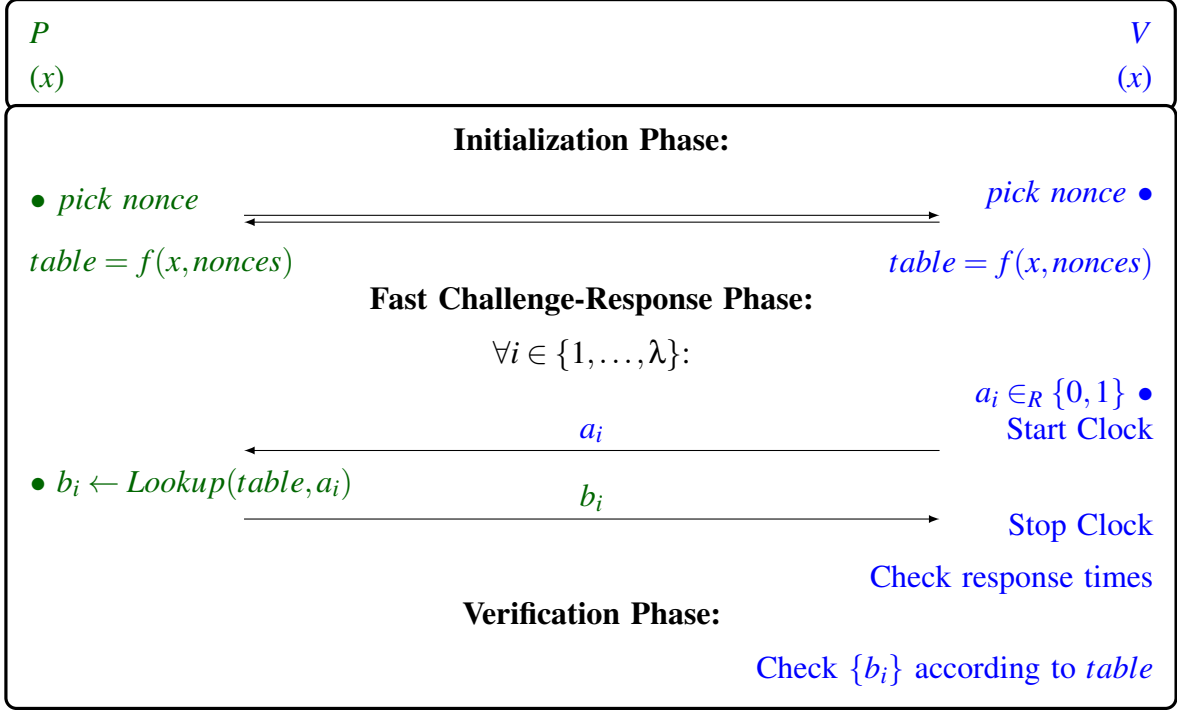 P V
(x) (x)
Initialization Phase:
• pick nonce pick nonce •
table = f(x, nonces) table = f(x, nonces)
Fast Challenge-Response Phase:
∀i ∈ {1,...,λ}:
a_i ∈_R {0,1} •
a_i Start Clock
• b_i ← Lookup(table, a_i)
b_i
Stop Clock
Check response times
Verification Phase:
Check {b_i} according to table